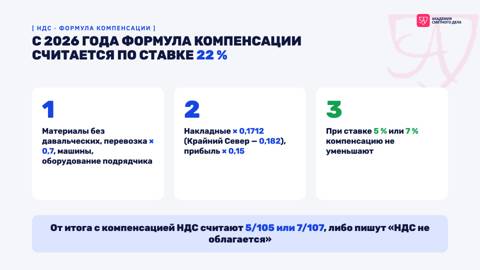 [ НДС · ФОРМУЛА КОМПЕНСАЦИИ ]
С 2026 ГОДА ФОРМУЛА КОМПЕНСАЦИИ
СЧИТАЕТСЯ ПО СТАВКЕ 22 %
АКАДЕМИЯ
СМЕТНОГО ДЕЛА
1
Материалы без
давальческих, перевозка ×
0,7, машины,
оборудование подрядчика
2
Накладные × 0,1712
(Крайний Север — 0,182),
прибыль × 0,15
3
При ставке 5 % или 7 %
компенсацию не
уменьшают
От итога с компенсацией НДС считают 5/105 или 7/107, либо пишут «НДС не
облагается»